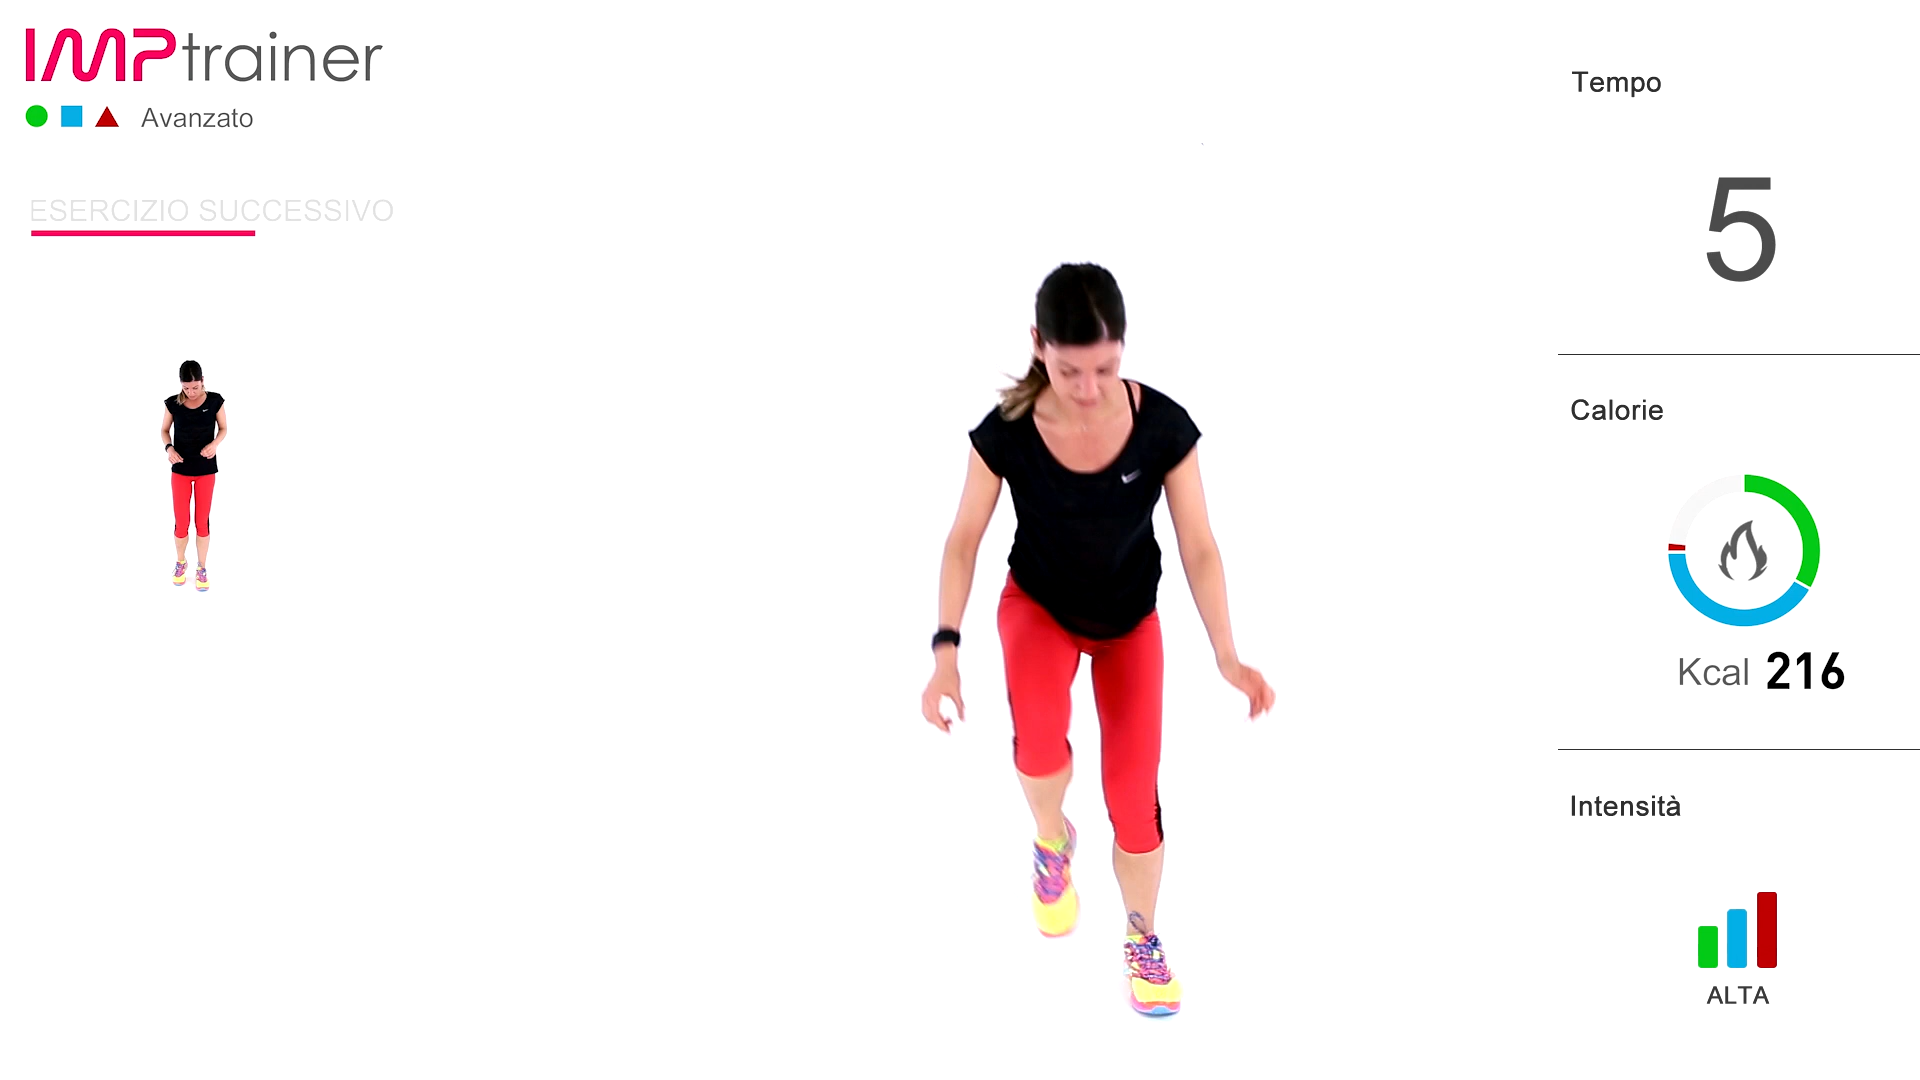 IMPtrainer
Avanzato
ESERCIZIO SUCCESSIVO
Tempo
5
Calorie
Kcal 216
Intensità
ALTA